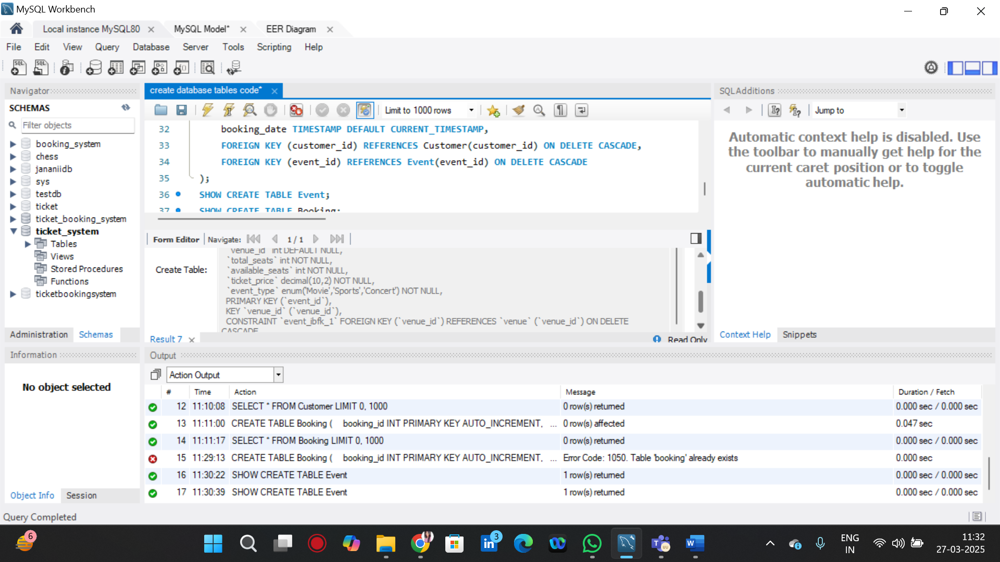 MySQL Workbench
Local instance MySQL80
MySQL Model*
EER Diagram
File Edit View Query Database Server Tools Scripting Help
Navigator
SCHEMAS
Filter objects
booking_system
chess
jananiidb
sys
testdb
ticket
ticket_booking_system
ticket_system
Tables
Views
Stored Procedures
Functions
ticketbookingsystem
Administration Schemas
Information
No object selected
Object Info Session
create database tables code*
Limit to 1000 rows
32 booking_date TIMESTAMP DEFAULT CURRENT_TIMESTAMP,
33 FOREIGN KEY (customer_id) REFERENCES Customer(customer_id) ON DELETE CASCADE,
34 FOREIGN KEY (event_id) REFERENCES Event(event_id) ON DELETE CASCADE
35 );
36 SHOW CREATE TABLE Event;
37 SHOW CREATE TABLE Booking;
Form Editor Navigate: 1 / 1
Create Table:
`venue_id` int DEFAULT NULL,
`total_seats` int NOT NULL,
`available_seats` int NOT NULL,
`ticket_price` decimal(10,2) NOT NULL,
`event_type` enum('Movie','Sports','Concert') NOT NULL,
PRIMARY KEY (`event_id`),
KEY `venue_id` (`venue_id`),
CONSTRAINT `event_ibfk_1` FOREIGN KEY (`venue_id`) REFERENCES `venue` (`venue_id`) ON DELETE
CASCADE
Result 7
Read Only
SQLAdditions
Jump to
Automatic context help is disabled. Use
the toolbar to manually get help for the
current caret position or to toggle
automatic help.
Context Help Snippets
Output
Action Output
# Time Action Message Duration / Fetch
12 11:10:08 SELECT * FROM Customer LIMIT 0, 1000 0 row(s) returned 0.000 sec / 0.000 sec
13 11:11:00 CREATE TABLE Booking ( booking_id INT PRIMARY KEY AUTO_INCREMENT, ... 0 row(s) affected 0.047 sec
14 11:11:17 SELECT * FROM Booking LIMIT 0, 1000 0 row(s) returned 0.000 sec / 0.000 sec
15 11:29:13 CREATE TABLE Booking ( booking_id INT PRIMARY KEY AUTO_INCREMENT, ... Error Code: 1050. Table 'booking' already exists 0.000 sec
16 11:30:22 SHOW CREATE TABLE Event 1 row(s) returned 0.000 sec / 0.000 sec
17 11:30:39 SHOW CREATE TABLE Event 1 row(s) returned 0.000 sec / 0.000 sec
Query Completed
6
3
ENG
IN
11:32
27-03-2025